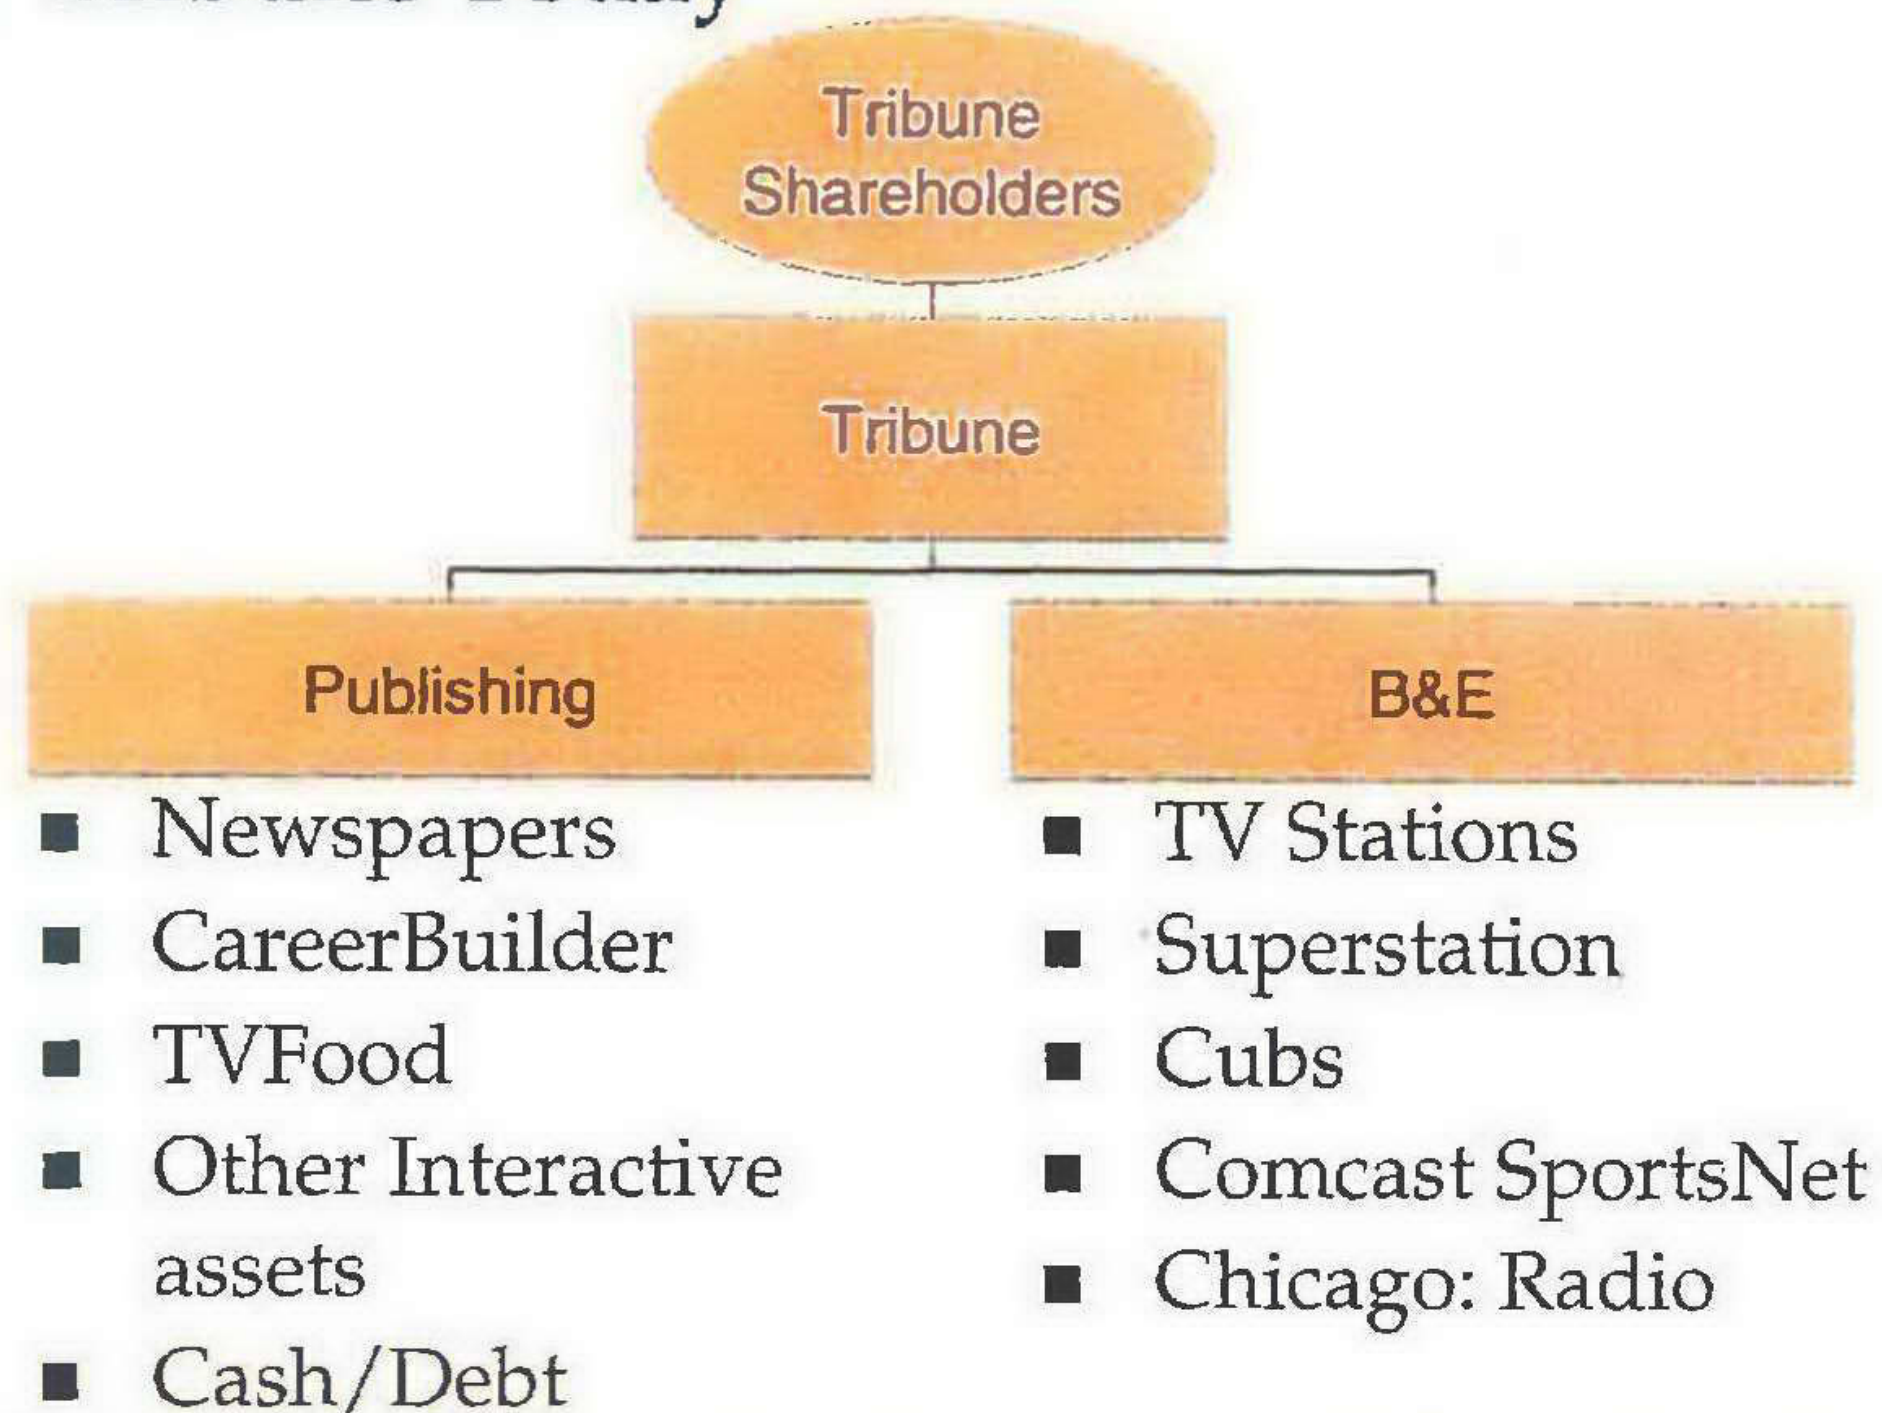 Tribune
Shareholders
Tribune
Publishing
B&E
■ Newspapers
■ CareerBuilder
■ TVFood
■ Other Interactive
assets
■ Cash/Debt
■ TV Stations
■ Superstation
■ Cubs
■ Comcast SportsNet
■ Chicago: Radio